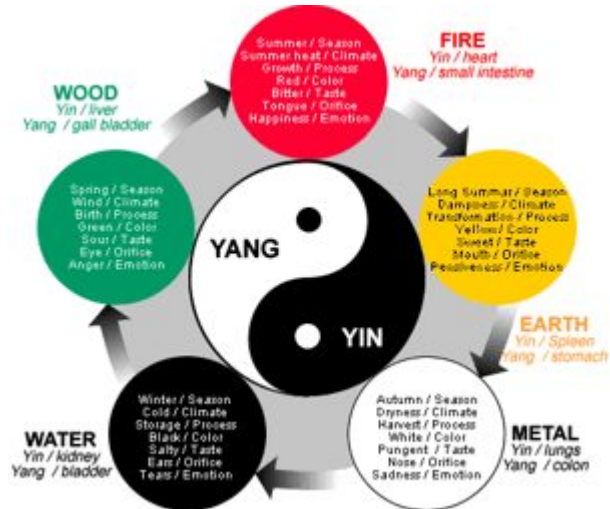 FIRE
Yin / heart
Yang / small intestine
Summer / Season
Summer heat / Climate
Growth / Process
Red / Color
Bitter / Taste
Tongue / Orifice
Happiness / Emotion
WOOD
Yin / liver
Yang / gall bladder
Spring / Season
Wind / Climate
Birth / Process
Green / Color
Sour / Taste
Eye / Orifice
Anger / Emotion
YANG
YIN
Long Summar / Season
Dampness / Climate
Transformation / Process
Yellow / Color
Sweet / Taste
Mouth / Orifice
Pensiveness / Emotion
EARTH
Yin / Spleen
Yang / stomach
WATER
Yin / kidney
Yang / bladder
Winter / Season
Cold / Climate
Storage / Process
Black / Color
Salty / Taste
Ears / Orifice
Tears / Emotion
Autumn / Season
Dryness / Climate
Harvest / Process
White / Color
Pungent / Taste
Nose / Orifice
Sadness / Emotion
METAL
Yin / lungs
Yang / colon